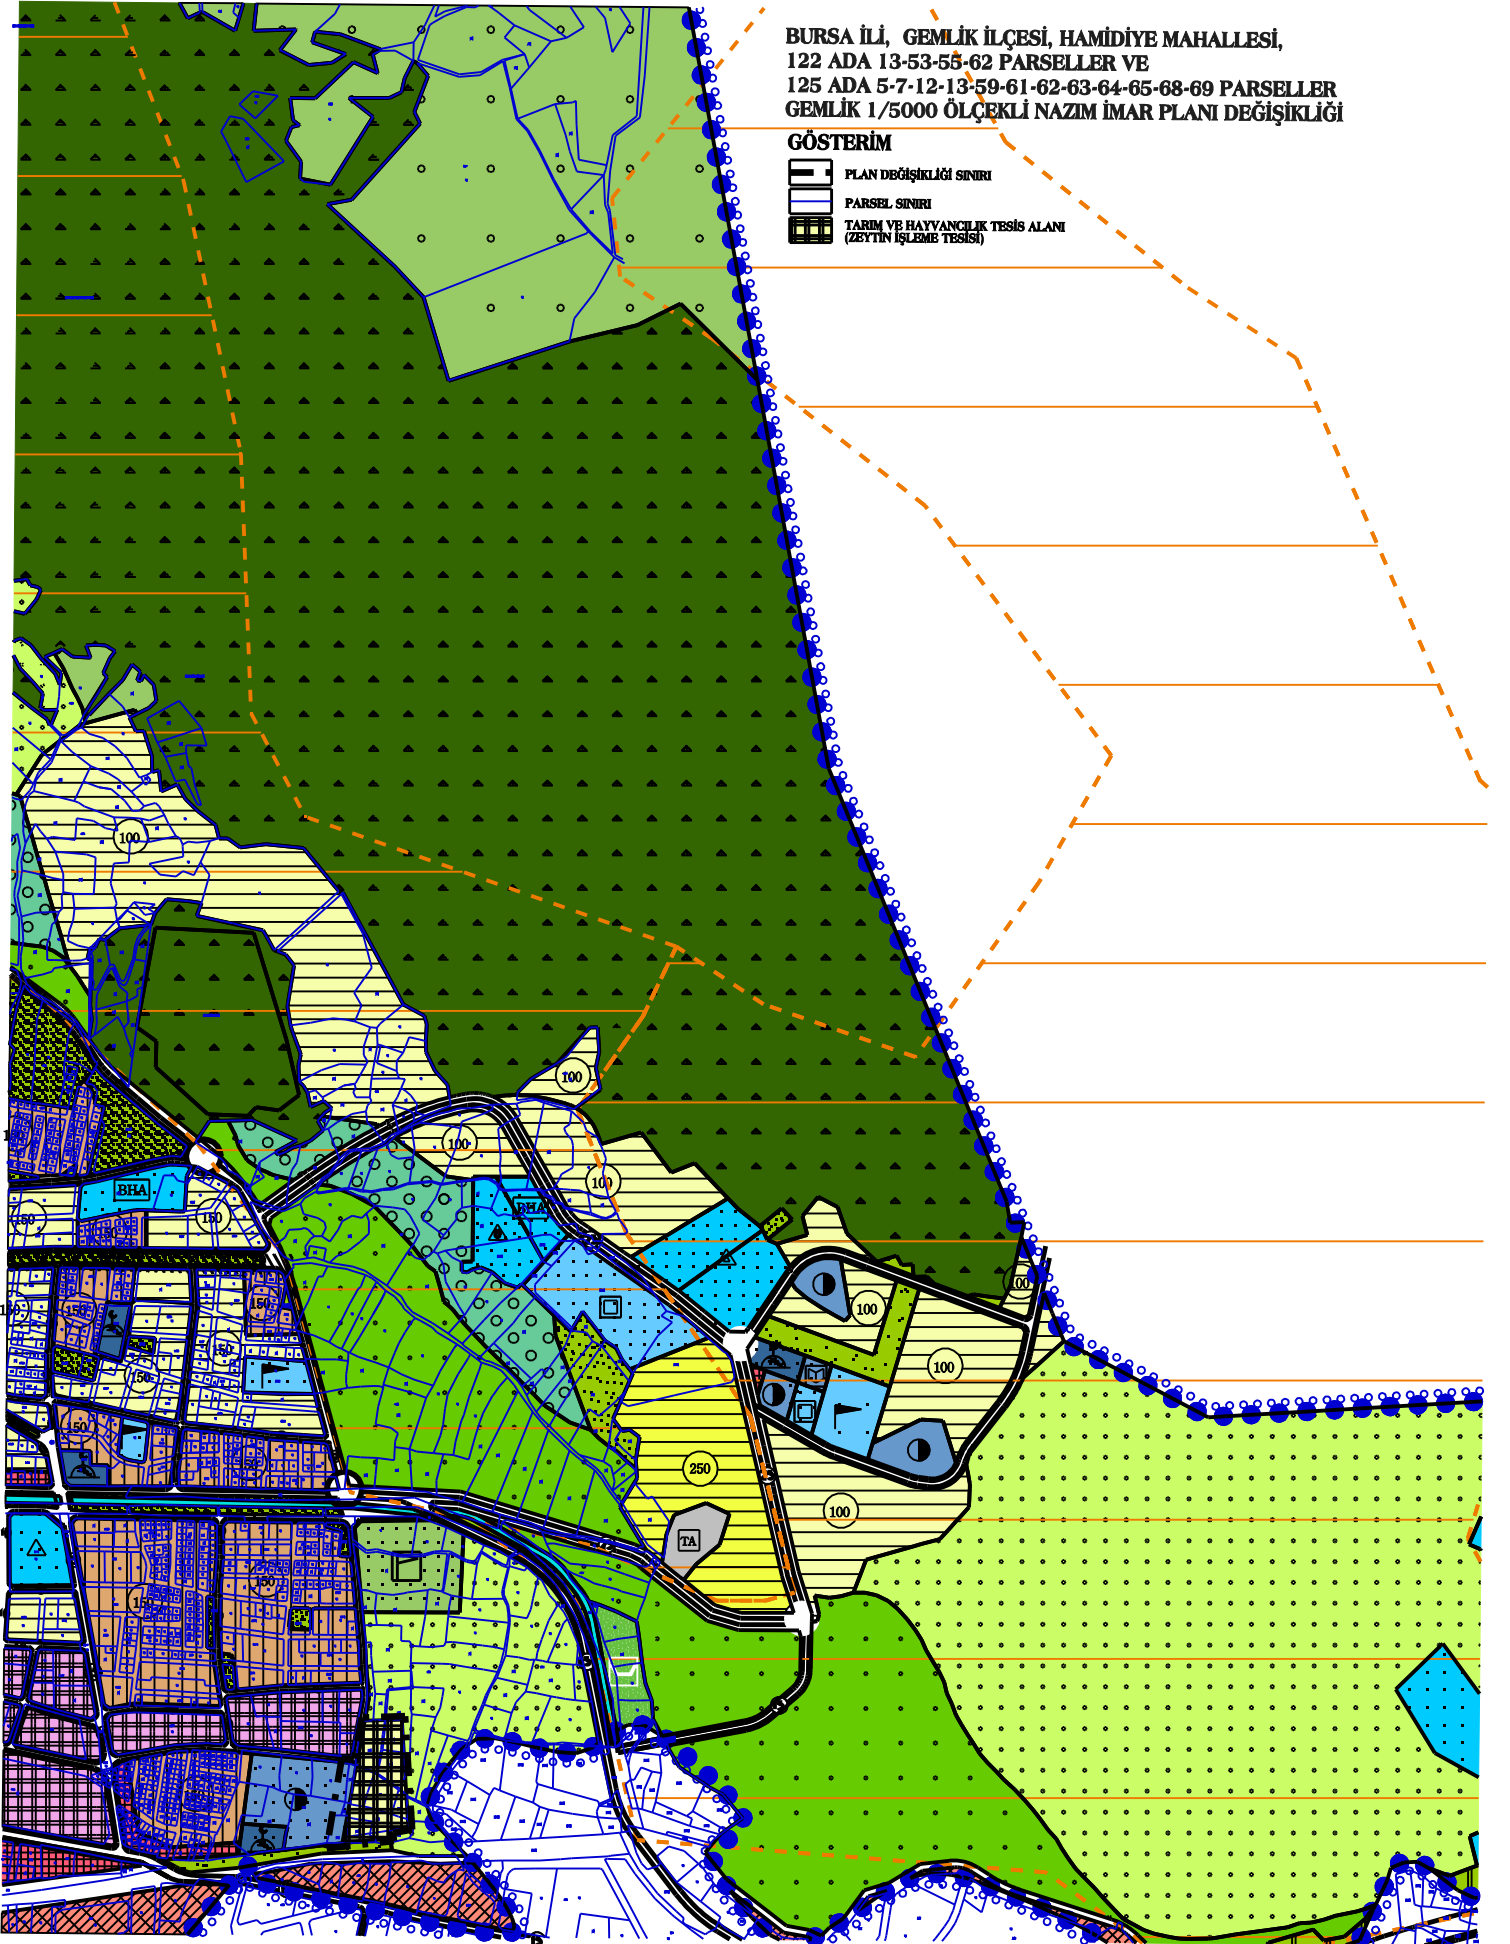 BURSA İLİ, GEMLİK İLÇESİ, HAMİDİYE MAHALLESİ,
122 ADA 13-53-55-62 PARSELLER VE
125 ADA 5-7-12-13-59-61-62-63-64-65-68-69 PARSELLER
GEMLİK 1/5000 ÖLÇEKLİ NAZIM İMAR PLANI DEĞİŞİKLİĞİ
GÖSTERİM
PLAN DEĞİŞİKLİĞİ SINIRI
PARSEL SINIRI
TARIM VE HAYVANCILIK TESİS ALANI
(ZEYTİN İŞLEME TESİSİ)
100
100
100
100
BHA
150
150
BHA
100
100
150
150
150
100
150
150
150
250
100
TA
150
150